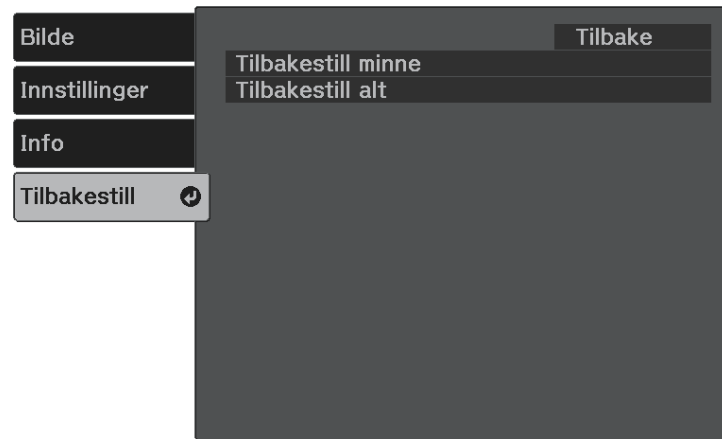 Bilde
Innstillinger
Info
Tilbakestill
Tilbake
Tilbakestill minne
Tilbakestill alt